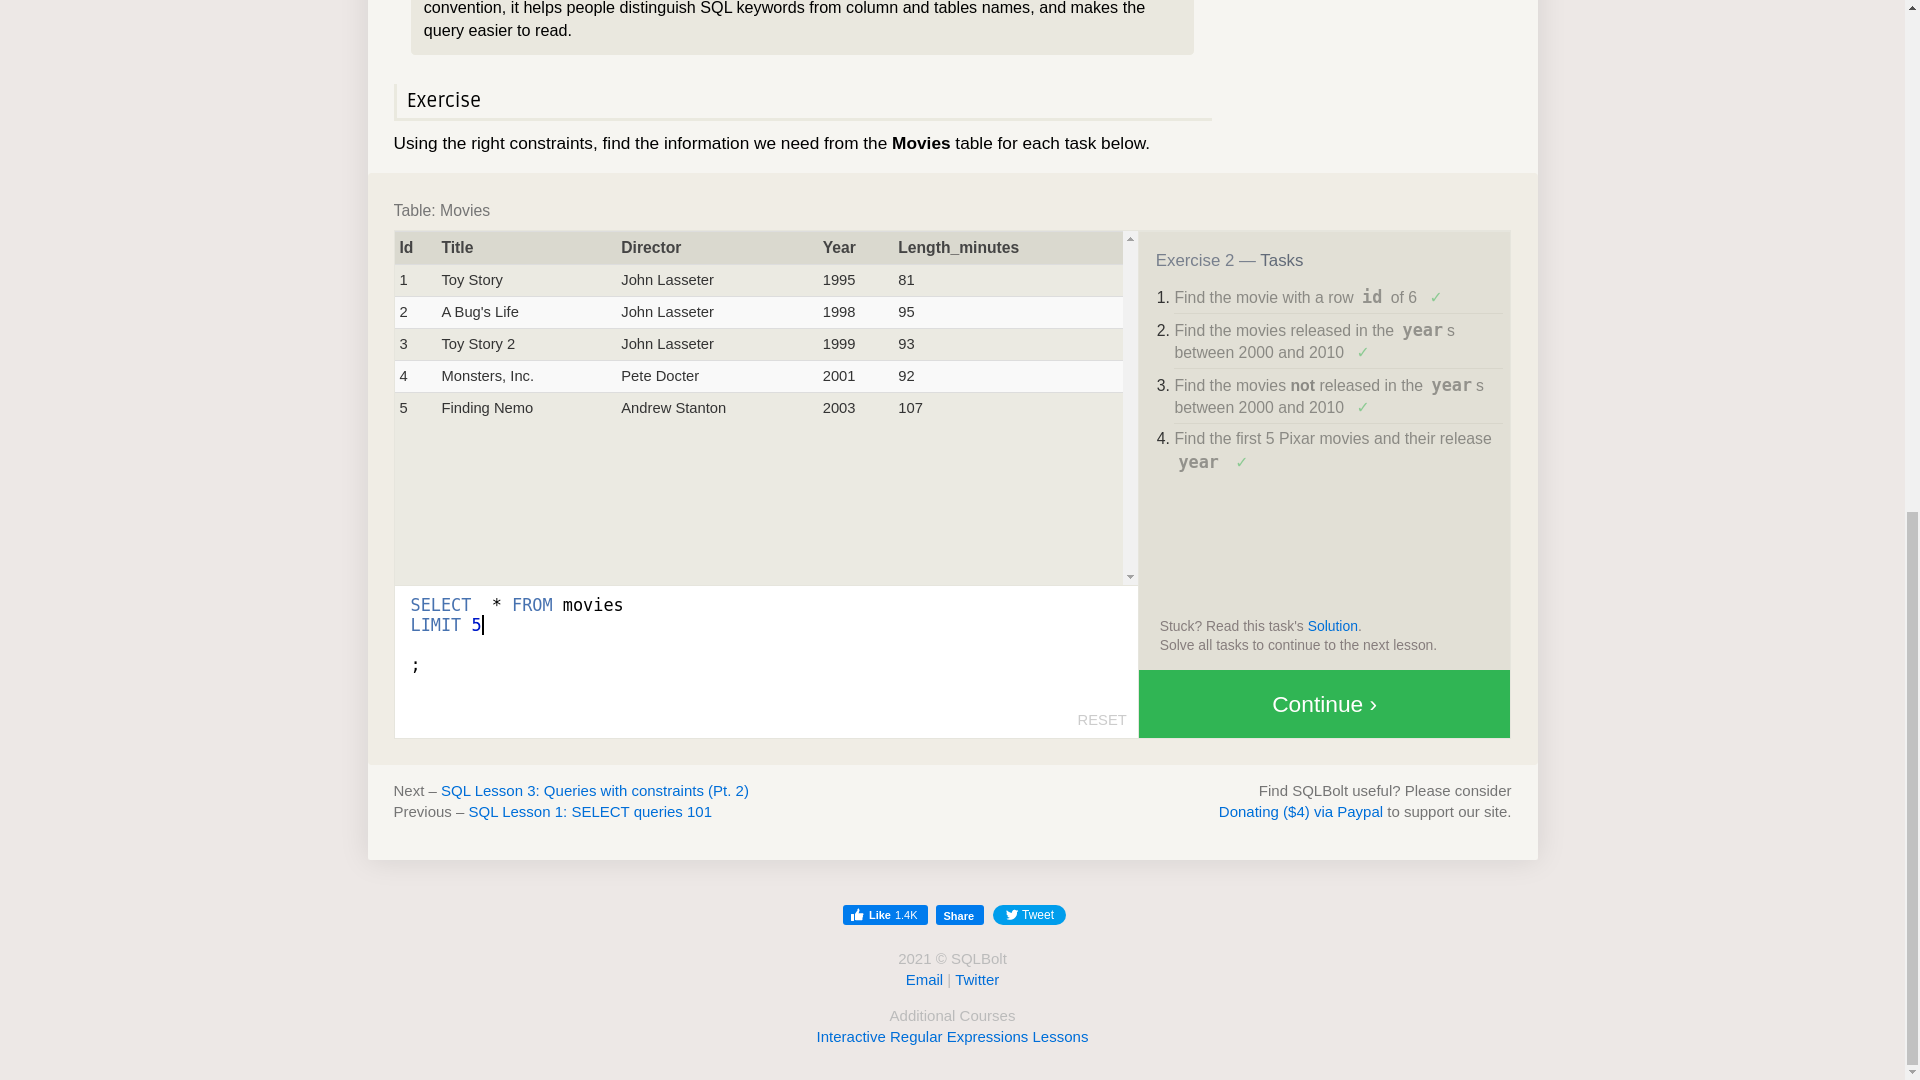 convention, it helps people distinguish SQL keywords from column and tables names, and makes the
query easier to read.
Exercise
Using the right constraints, find the information we need from the Movies table for each task below.
Table: Movies
Id Title Director Year Length_minutes
1 Toy Story John Lasseter 1995 81
2 A Bug's Life John Lasseter 1998 95
3 Toy Story 2 John Lasseter 1999 93
4 Monsters, Inc. Pete Docter 2001 92
5 Finding Nemo Andrew Stanton 2003 107
SELECT  * FROM movies
LIMIT 5
;
RESET
Exercise 2 — Tasks
1. Find the movie with a row id of 6 ✓
2. Find the movies released in the years
between 2000 and 2010 ✓
3. Find the movies not released in the years
between 2000 and 2010 ✓
4. Find the first 5 Pixar movies and their release
year ✓
Stuck? Read this task's Solution.
Solve all tasks to continue to the next lesson.
Continue ›
Next – SQL Lesson 3: Queries with constraints (Pt. 2)
Previous – SQL Lesson 1: SELECT queries 101
Find SQLBolt useful? Please consider
Donating ($4) via Paypal to support our site.
Like 1.4K Share Tweet
2021 © SQLBolt
Email | Twitter
Additional Courses
Interactive Regular Expressions Lessons